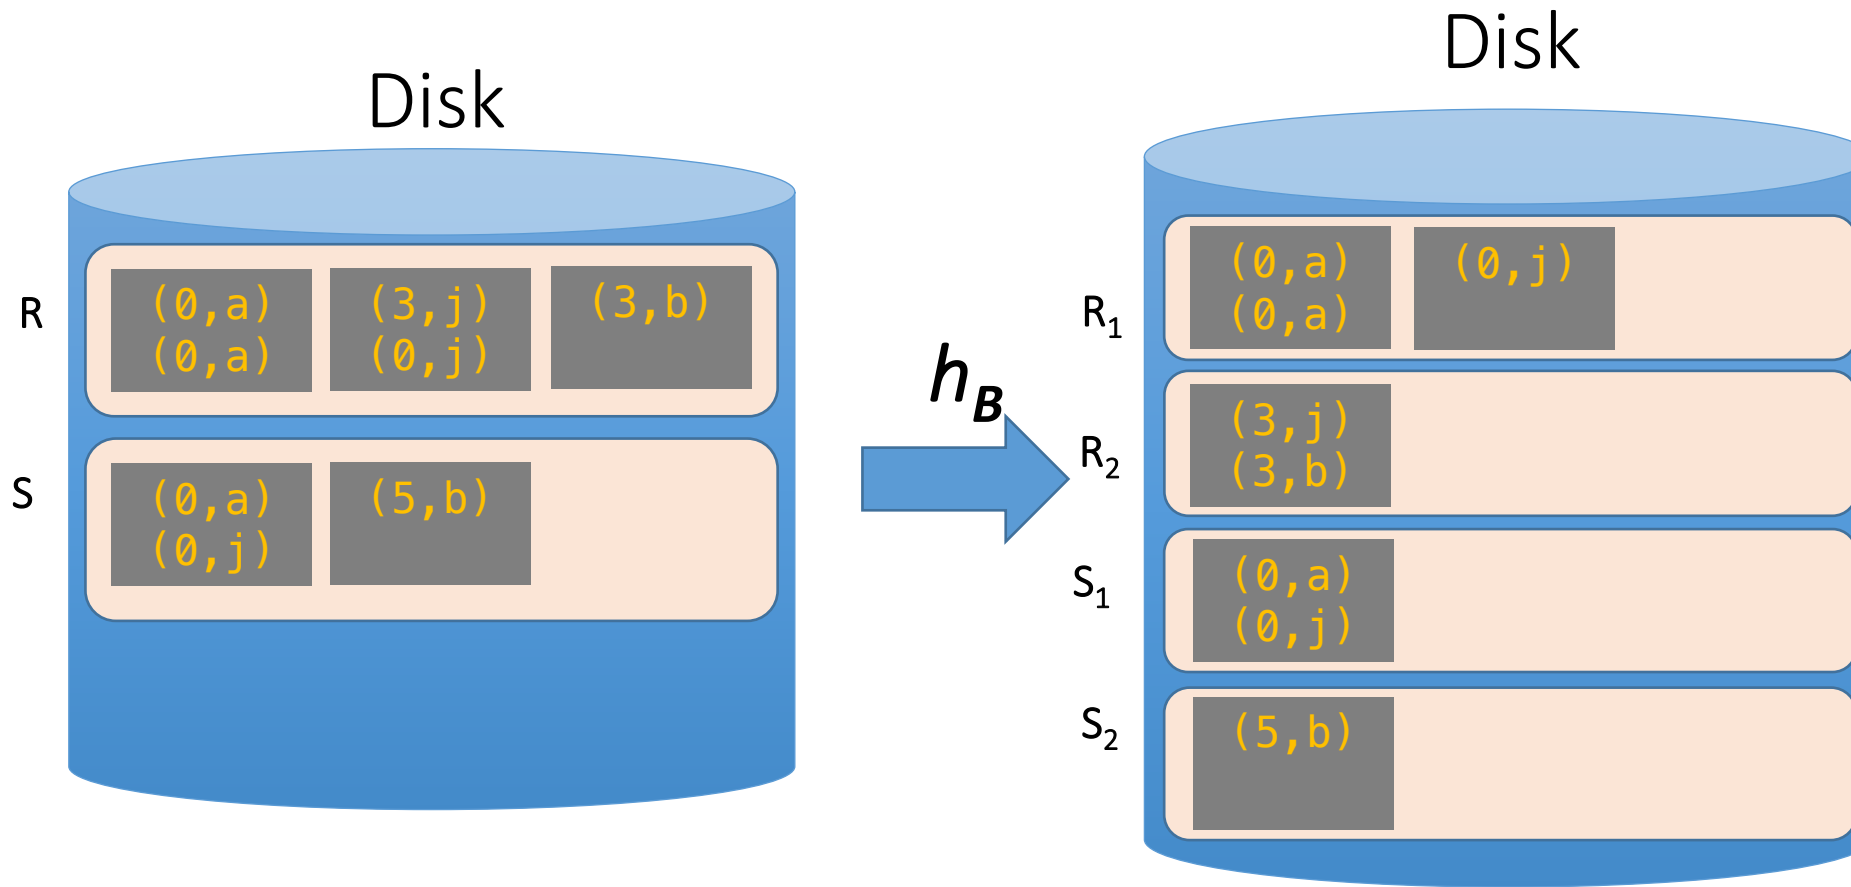 Disk
R
(0,a)
(0,a)
(3,j)
(0,j)
(3,b)
S
(0,a)
(0,j)
(5,b)
h_B
Disk
R₁
(0,a)
(0,a)
(0,j)
R₂
(3,j)
(3,b)
S₁
(0,a)
(0,j)
S₂
(5,b)